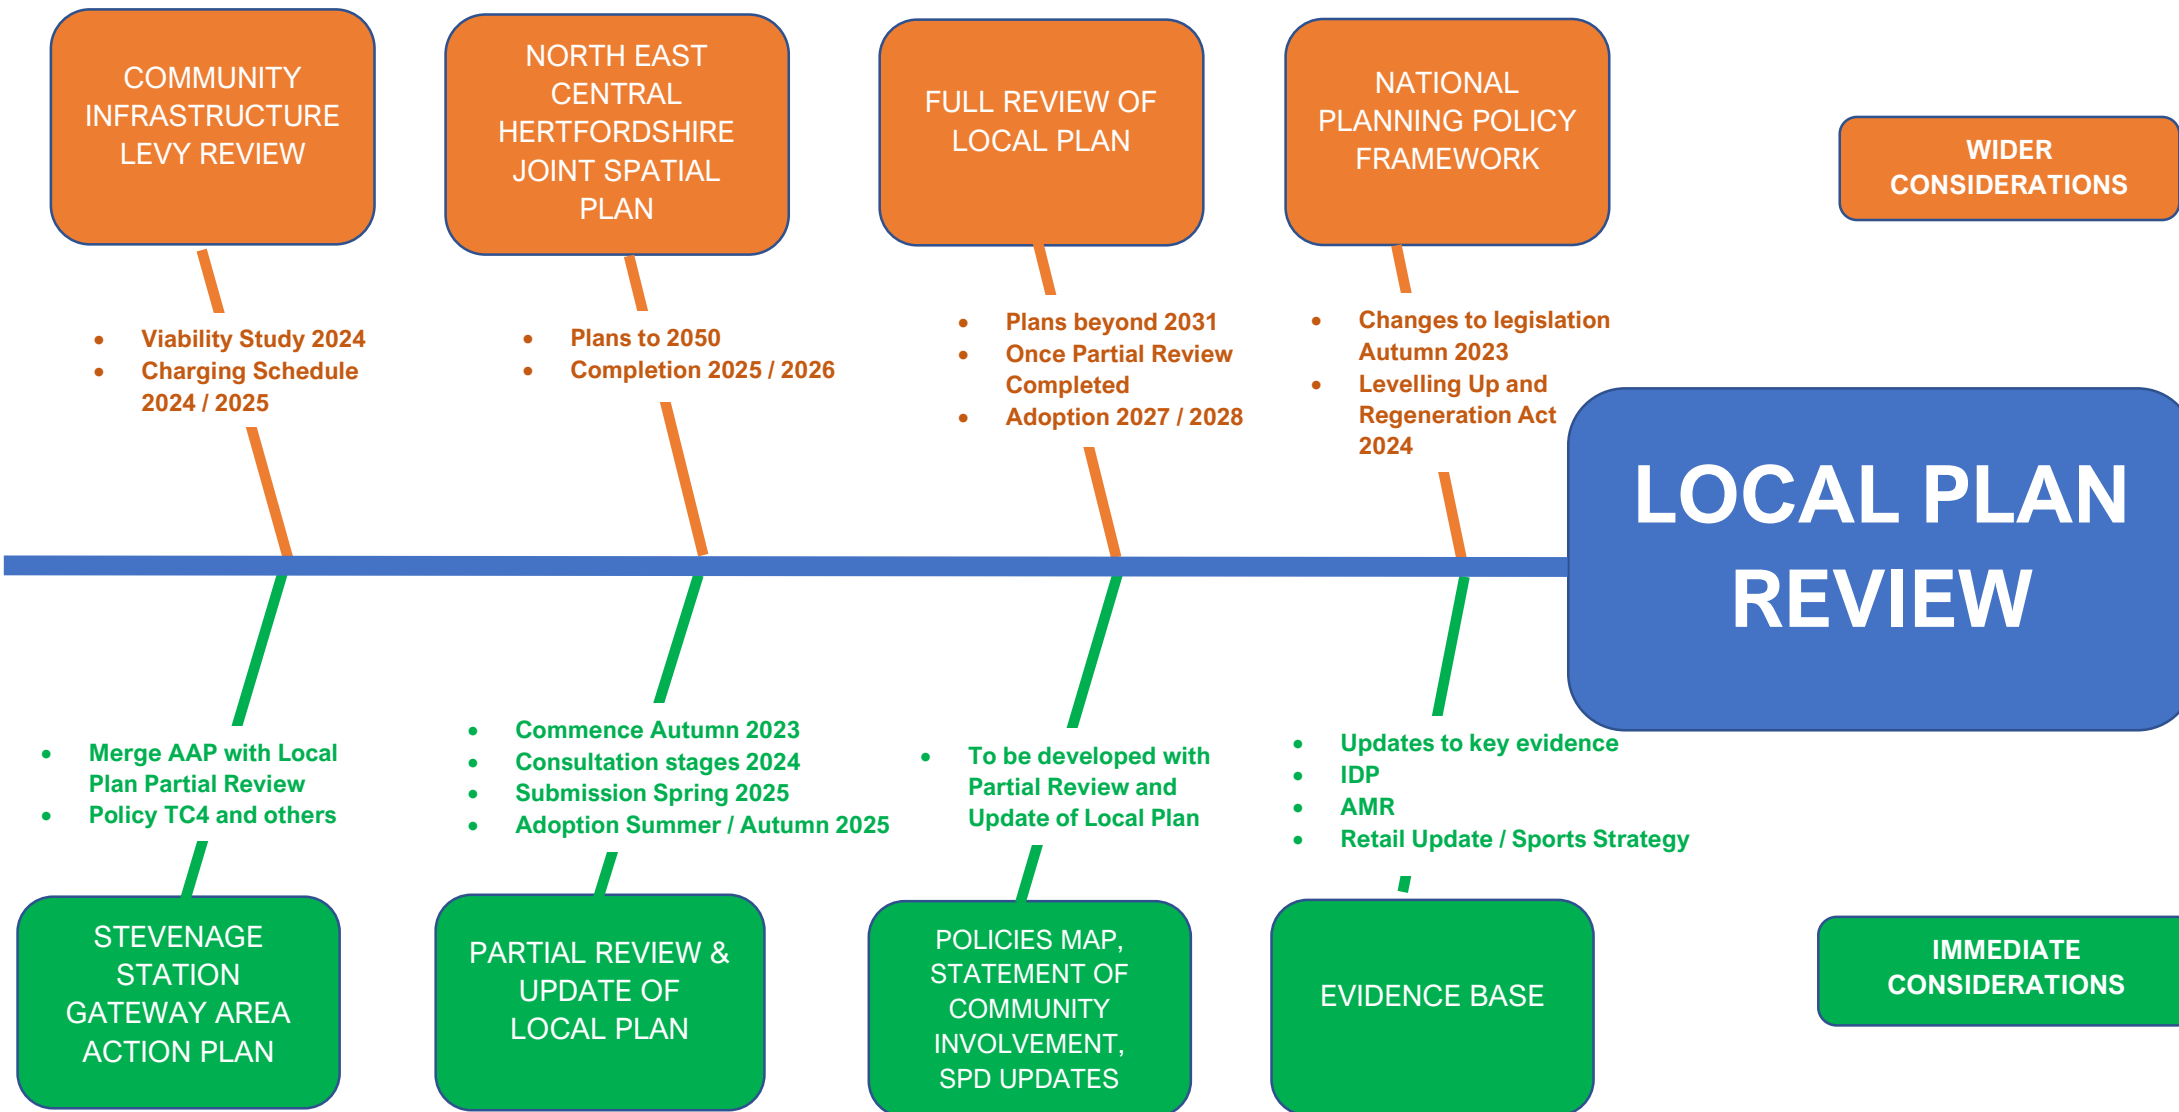 COMMUNITY
INFRASTRUCTURE
LEVY REVIEW
NORTH EAST
CENTRAL
HERTFORDSHIRE
JOINT SPATIAL
PLAN
FULL REVIEW OF
LOCAL PLAN
NATIONAL
PLANNING POLICY
FRAMEWORK
WIDER
CONSIDERATIONS
• Viability Study 2024
• Charging Schedule
2024 / 2025
• Plans to 2050
• Completion 2025 / 2026
• Plans beyond 2031
• Once Partial Review
Completed
• Adoption 2027 / 2028
• Changes to legislation
Autumn 2023
• Levelling Up and
Regeneration Act
2024
LOCAL PLAN
REVIEW
• Merge AAP with Local
Plan Partial Review
• Policy TC4 and others
• Commence Autumn 2023
• Consultation stages 2024
• Submission Spring 2025
• Adoption Summer / Autumn 2025
• To be developed with
Partial Review and
Update of Local Plan
• Updates to key evidence
• IDP
• AMR
• Retail Update / Sports Strategy
STEVENAGE
STATION
GATEWAY AREA
ACTION PLAN
PARTIAL REVIEW &
UPDATE OF
LOCAL PLAN
POLICIES MAP,
STATEMENT OF
COMMUNITY
INVOLVEMENT,
SPD UPDATES
EVIDENCE BASE
IMMEDIATE
CONSIDERATIONS